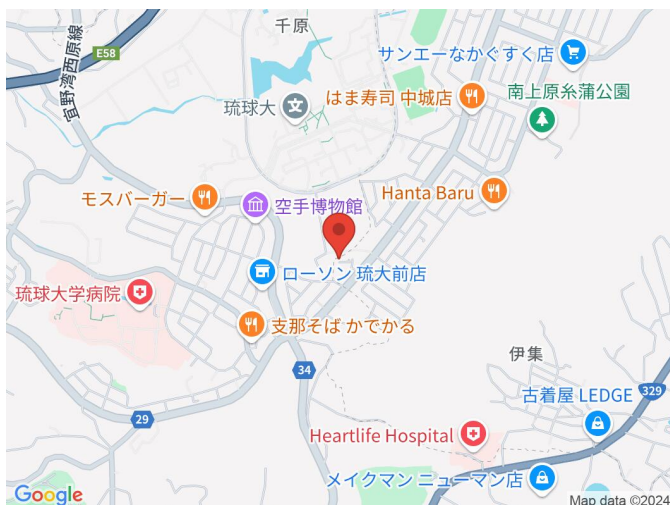 千原
サンエーなかぐすく店
E58
宜野湾西原線
はま寿司 中城店
南上原糸蒲公園
琉球大
文
モスバーガー
空手博物館
Hanta Baru
ローソン 琉大前店
琉球大学病院
支那そば かでかる
伊集
34
古着屋 LEDGE
329
29
Heartlife Hospital
メイクマン ニューマン店
Google
Map data ©2024